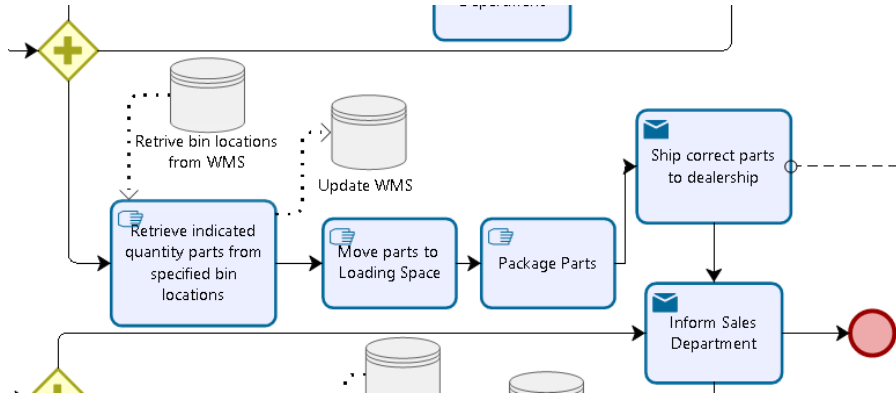 Department
Retrive bin locations
from WMS
Update WMS
Ship correct parts
to dealership
Retrieve indicated
quantity parts from
specified bin
locations
Move parts to
Loading Space
Package Parts
Inform Sales
Department